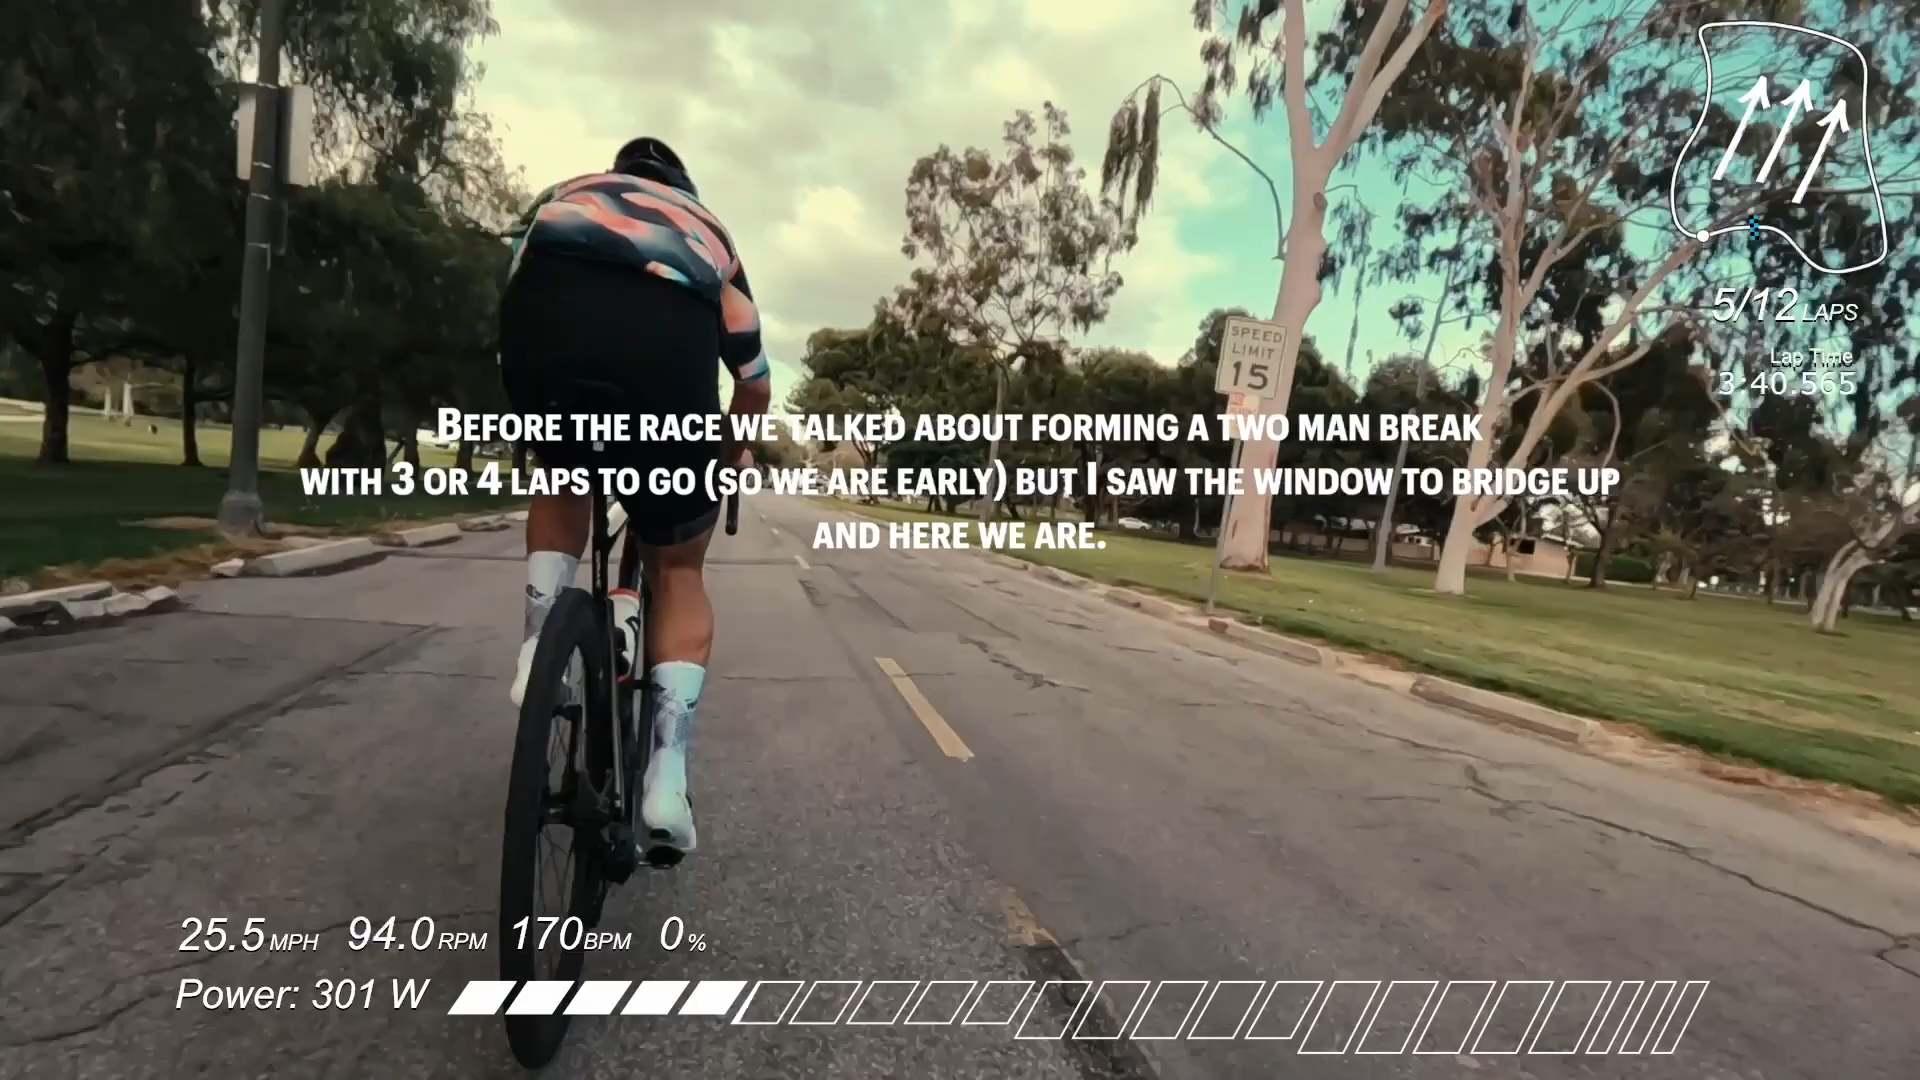 SPEED
LIMIT
15
5/12 LAPS
Lap Time
3:40.565
BEFORE THE RACE WE TALKED ABOUT FORMING A TWO MAN BREAK
WITH 3 OR 4 LAPS TO GO (SO WE ARE EARLY) BUT I SAW THE WINDOW TO BRIDGE UP
AND HERE WE ARE.
25.5 MPH 94.0 RPM 170 BPM 0 %
Power: 301 W